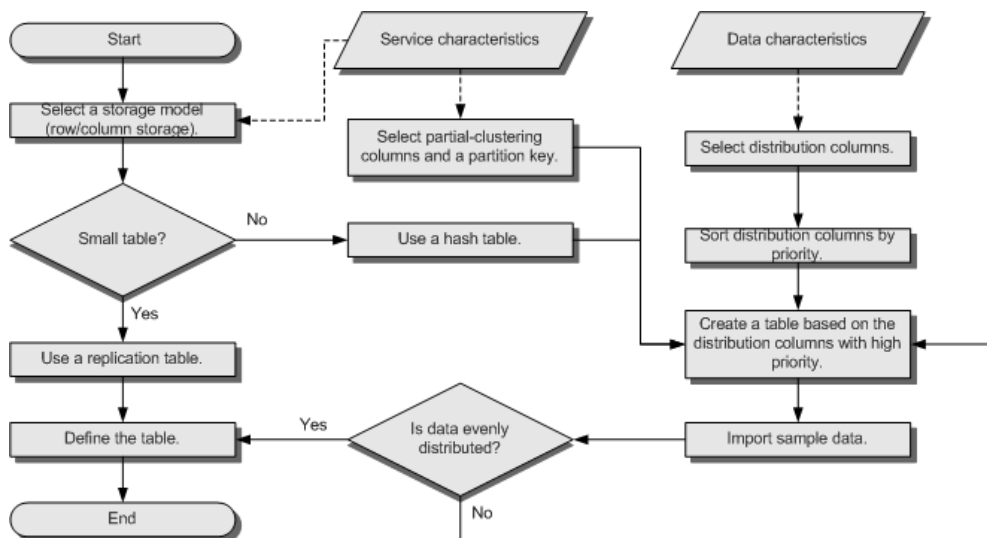 Start
Service characteristics
Data characteristics
Select a storage model
(row/column storage).
Select partial-clustering
columns and a partition key.
Select distribution columns.
Small table?
No
Use a hash table.
Sort distribution columns by
priority.
Yes
Use a replication table.
Create a table based on the
distribution columns with high
priority.
Define the table.
Yes
Is data evenly
distributed?
Import sample data.
End
No